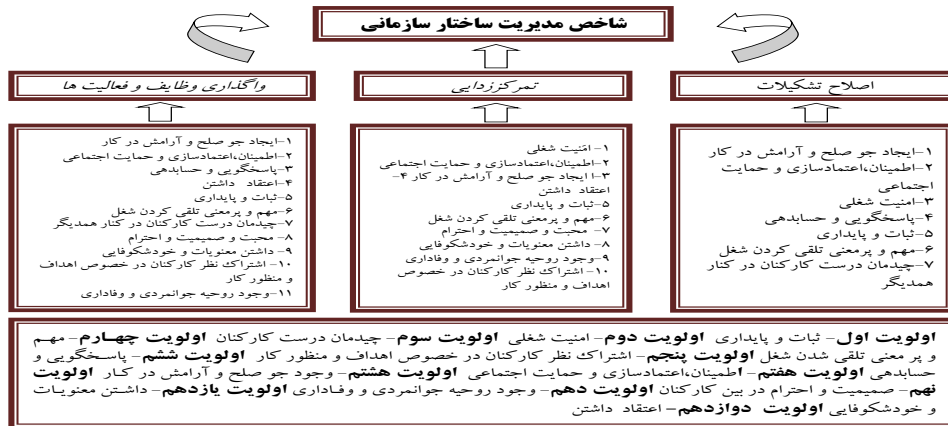 شاخص مدیریت ساختار سازمانی
اصلاح تشکیلات
تمرکززدایی
واگذاری وظایف و فعالیت ها
۱-ایجاد جو صلح و آرامش در کار
۲-اطمینان،اعتمادسازی و حمایت
اجتماعی
۳-امنیت شغلی
۴-پاسخگویی و حسابدهی
۵-ثبات و پایداری
۶-مهم و پرمعنی تلقی کردن شغل
۷-چیدمان درست کارکنان در کنار
همدیگر
۱- امنیت شغلی
۲-اطمینان،اعتمادسازی و حمایت اجتماعی
۳-ا ایجاد جو صلح و آرامش در کار ۴-
اعتقاد داشتن
۵-ثبات و پایداری
۶-مهم و پرمعنی تلقی کردن شغل
۷- محبت و صمیمیت و احترام
۸-داشتن معنویات و خودشکوفایی
۹-وجود روحیه جوانمردی و وفاداری
۱۰- اشتراک نظر کارکنان در خصوص
اهداف و منظور کار
۱-ایجاد جو صلح و آرامش در کار
۲-اطمینان،اعتمادسازی و حمایت اجتماعی
۳-پاسخگویی و حسابدهی
۴-اعتقاد داشتن
۵-ثبات و پایداری
۶-مهم و پرمعنی تلقی کردن شغل
۷-چیدمان درست کارکنان در کنار همدیگر
۸- محبت و صمیمیت و احترام
۹- داشتن معنویات و خودشکوفایی
۱۰- اشتراک نظر کارکنان در خصوص اهداف
و منظور کار
۱۱-وجود روحیه جوانمردی و وفاداری
اولویت اول- ثبات و پایداری اولویت دوم- امنیت شغلی اولویت سوم- چیدمان درست کارکنان اولویت چهارم- مهم
و پر معنی تلقی شدن شغل اولویت پنجم- اشتراک نظر کارکنان در خصوص اهداف و منظور کار اولویت ششم- پاسخگویی و
حسابدهی اولویت هفتم- اطمینان،اعتمادسازی و حمایت اجتماعی اولویت هشتم- وجود جو صلح و آرامش در کار اولویت
نهم- صمیمیت و احترام در بین کارکنان اولویت دهم- وجود روحیه جوانمردی و وفاداری اولویت یازدهم- داشتن معنویات
و خودشکوفایی اولویت دوازدهم- اعتقاد داشتن